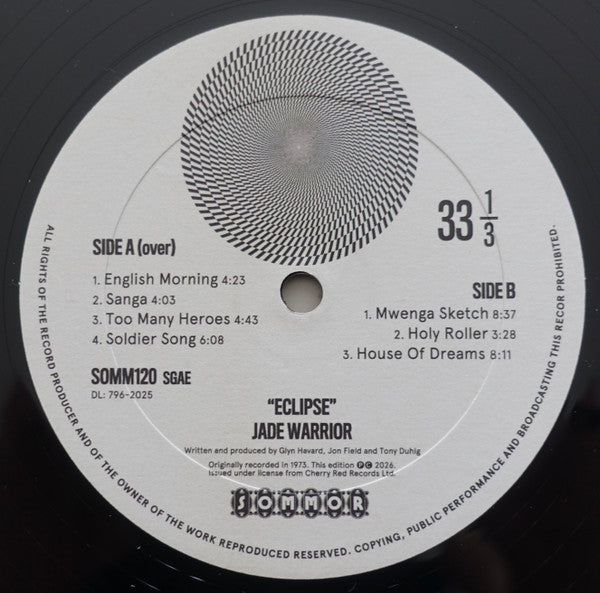 33 1/3
SIDE A (over)
1. English Morning 4:23
2. Sanga 4:03
3. Too Many Heroes 4:43
4. Soldier Song 6:08
SIDE B
1. Mwenga Sketch 8:37
2. Holy Roller 3:28
3. House Of Dreams 8:11
SOMM120 SGAE
DL: 796-2025
“ECLIPSE”
JADE WARRIOR
Written and produced by Glyn Havard, Jon Field and Tony Duhig
Originally recorded in 1973. This edition ℗© 2026.
Issued under license from Cherry Red Records Ltd.
SOMMOR
ALL RIGHTS OF THE RECORD PRODUCER AND OF THE OWNER OF THE WORK REPRODUCED RESERVED. COPYING, PUBLIC PERFORMANCE AND BROADCASTING THIS RECOR PROHIBITED.